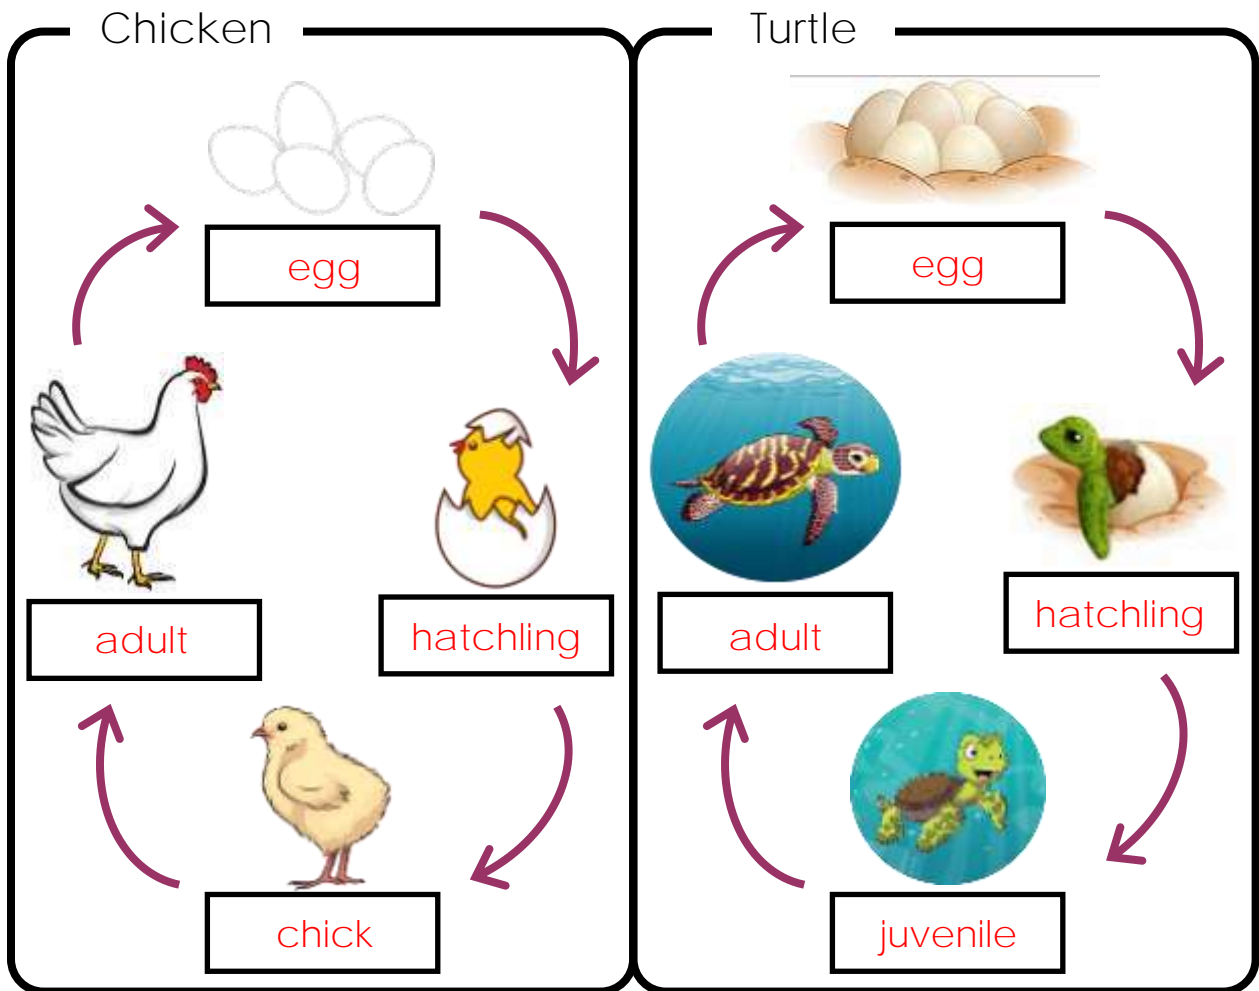 Chicken
egg
adult
hatchling
chick
Turtle
egg
adult
hatchling
juvenile